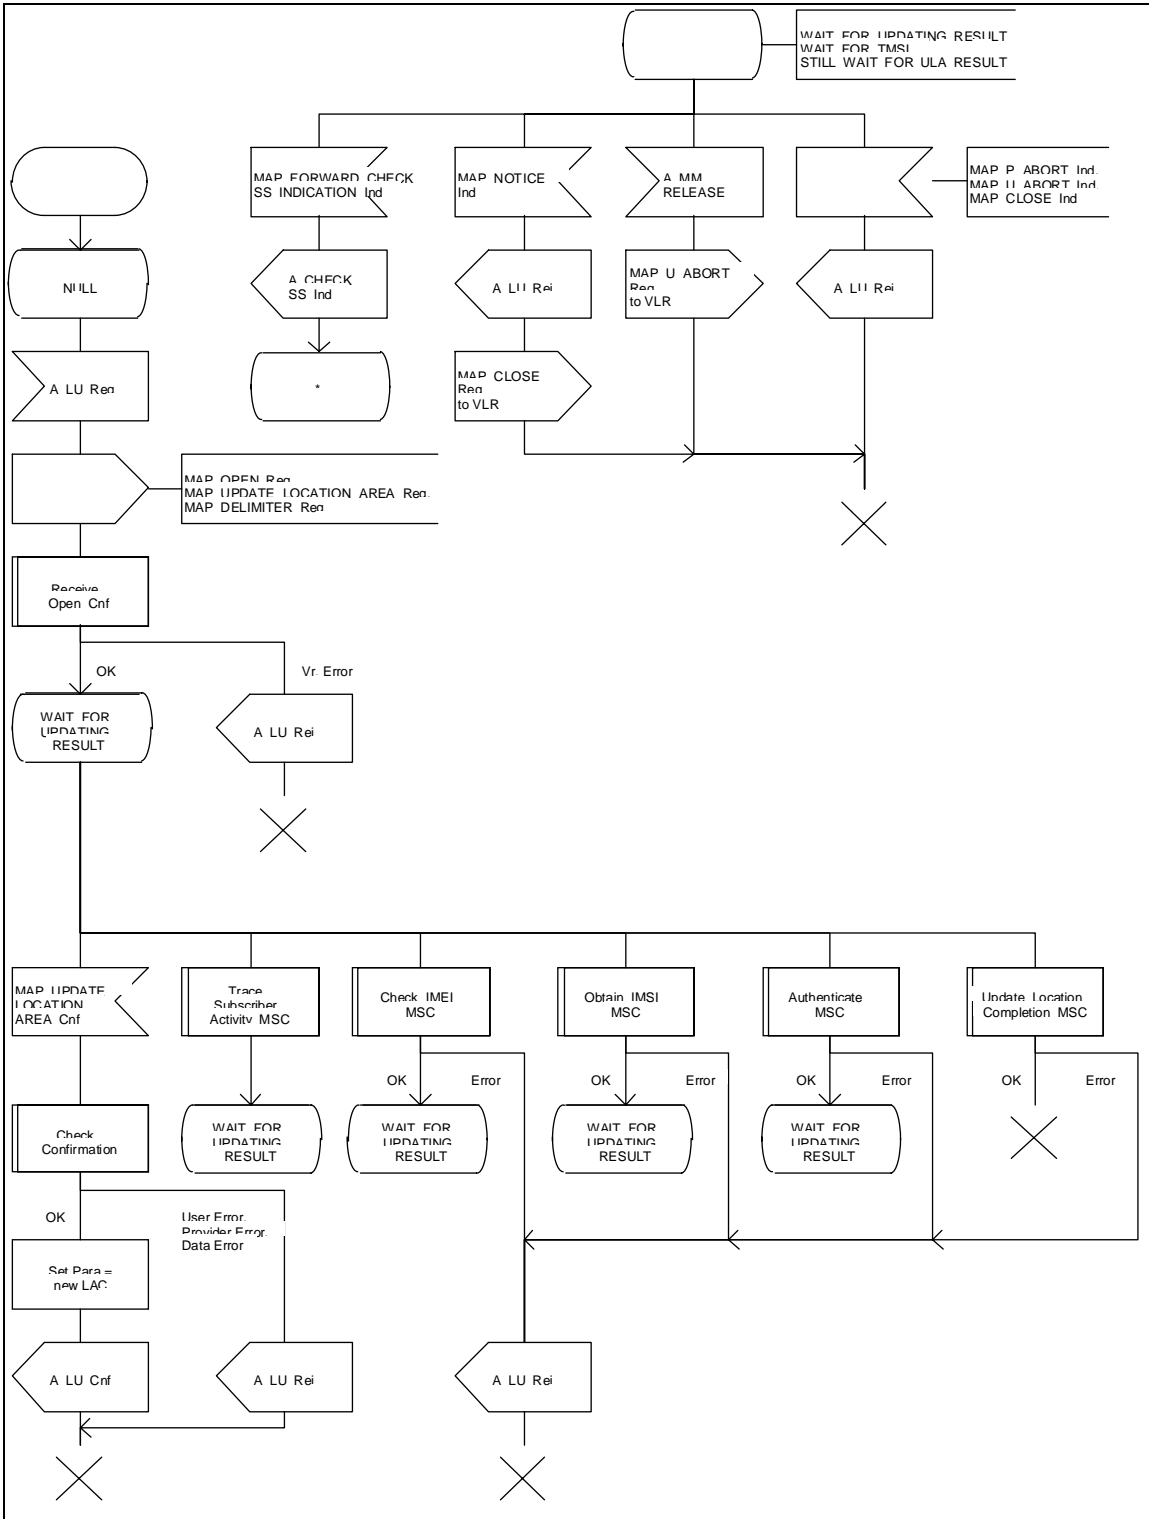 WAIT FOR UPDATING RESULT
WAIT FOR TMSI
STILL WAIT FOR ULA RESULT
MAP FORWARD CHECK
SS INDICATION Ind
MAP NOTICE
Ind
A MM
RELEASE
MAP P ABORT Ind,
MAP U ABORT Ind,
MAP CLOSE Ind
NULL
A CHECK
SS Ind
A LU Rej
MAP U ABORT
Req
to VLR
A LU Rej
A LU Req
*
MAP CLOSE
Req
to VLR
MAP OPEN Req
MAP UPDATE LOCATION AREA Req,
MAP DELIMITER Req
Receive
Open Cnf
OK
Vr Error
WAIT FOR
UPDATING
RESULT
A LU Rej
MAP UPDATE
LOCATION
AREA Cnf
Trace
Subscriber
Activity MSC
Check IMEI
MSC
Obtain IMSI
MSC
Authenticate
MSC
Update Location
Completion MSC
OK
Error
OK
Error
OK
Error
OK
Error
Check
Confirmation
WAIT FOR
UPDATING
RESULT
WAIT FOR
UPDATING
RESULT
WAIT FOR
UPDATING
RESULT
WAIT FOR
UPDATING
RESULT
OK
User Error,
Provider Error,
Data Error
Set Para =
new LAC
A LU Cnf
A LU Rej
A LU Rej